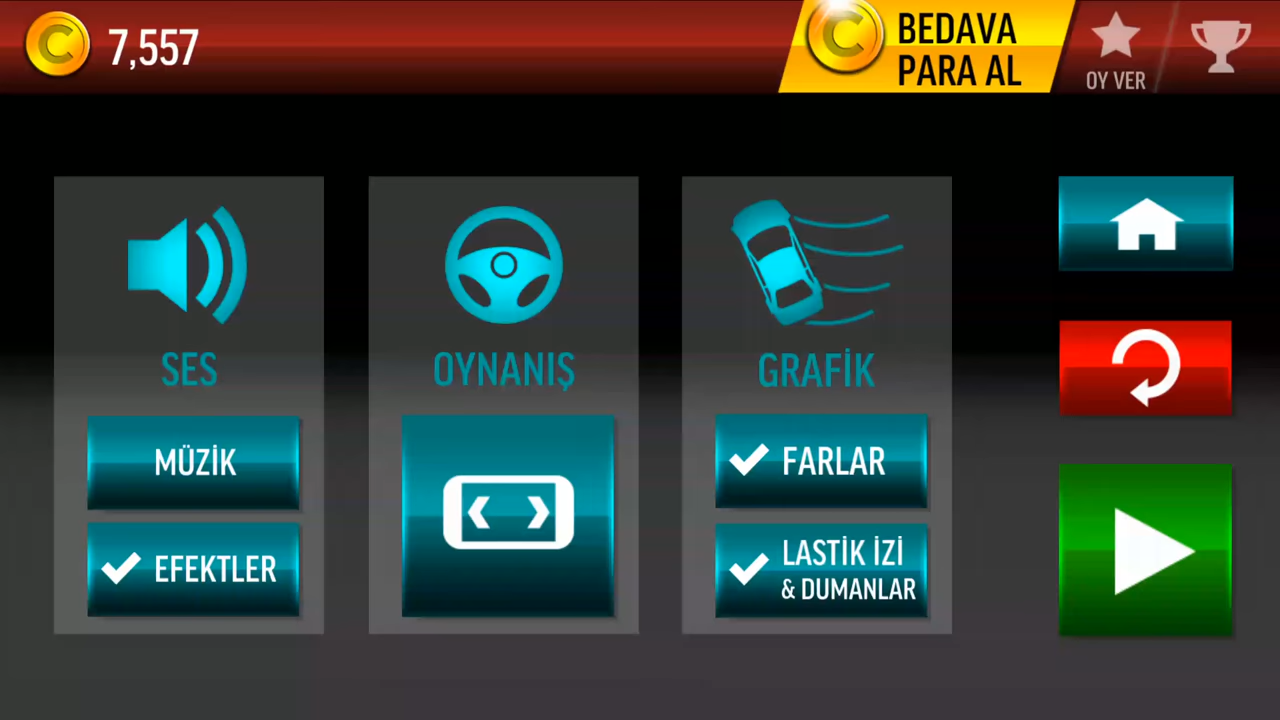 7,557
BEDAVA
PARA AL
OY VER
SES
OYNANIŞ
GRAFİK
MÜZİK
FARLAR
EFEKTLER
LASTİK İZİ
& DUMANLAR